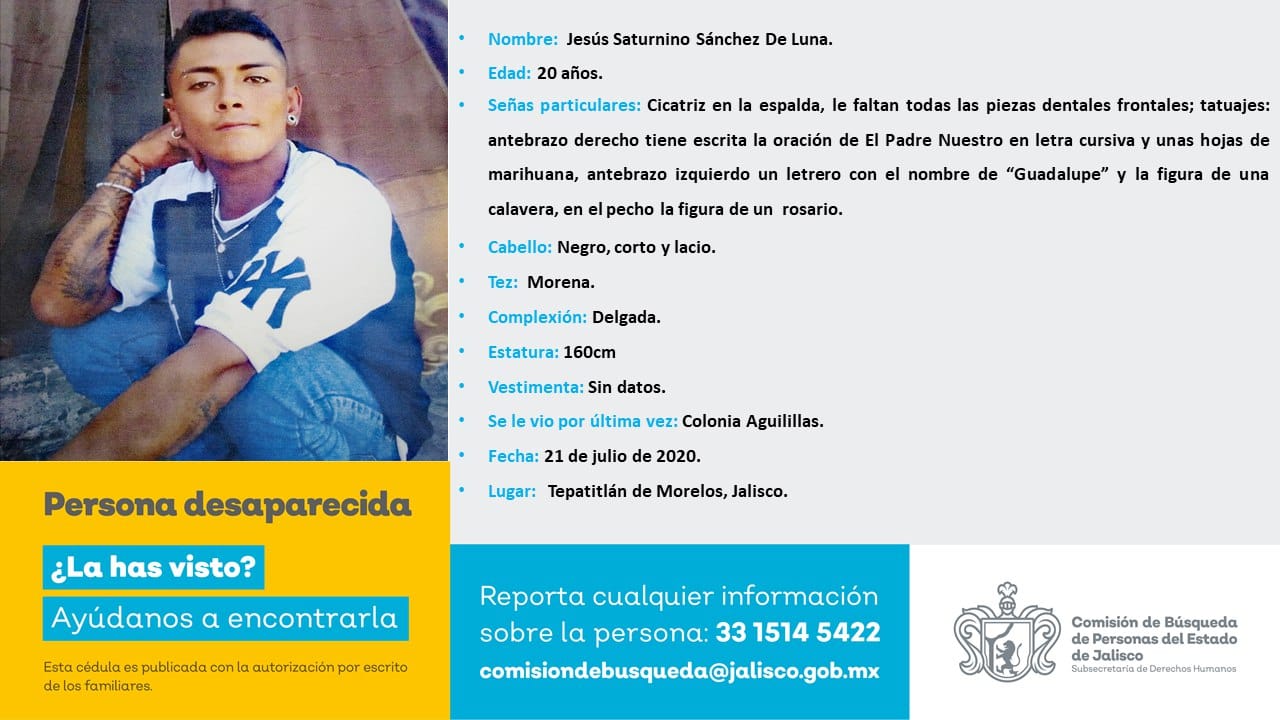 Nombre: Jesús Saturnino Sánchez De Luna.
Edad: 20 años.
Señas particulares: Cicatriz en la espalda, le faltan todas las piezas dentales frontales; tatuajes:
antebrazo derecho tiene escrita la oración de El Padre Nuestro en letra cursiva y unas hojas de
marihuana, antebrazo izquierdo un letrero con el nombre de “Guadalupe” y la figura de una
calavera, en el pecho la figura de un rosario.
Cabello: Negro, corto y lacio.
Tez: Morena.
Complexión: Delgada.
Estatura: 160cm
Vestimenta: Sin datos.
Se le vio por última vez: Colonia Aguilillas.
Fecha: 21 de julio de 2020.
Lugar: Tepatitlán de Morelos, Jalisco.
Persona desaparecida
¿La has visto?
Ayúdanos a encontrarla
Esta cédula es publicada con la autorización por escrito
de los familiares.
Reporta cualquier información
sobre la persona: 33 1514 5422
comisiondebusqueda@jalisco.gob.mx
Comisión de Búsqueda
de Personas del Estado
de Jalisco
Subsecretaría de Derechos Humanos
NY